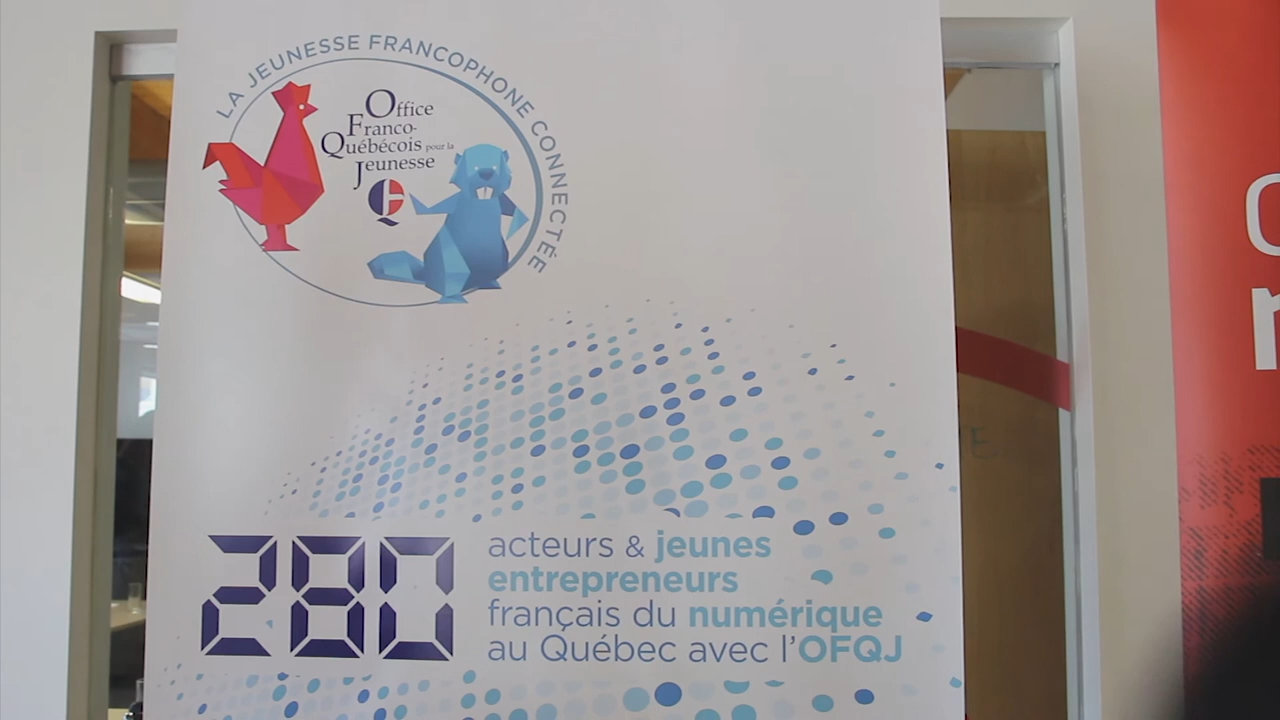 LA JEUNESSE FRANCOPHONE CONNECTÉE
Office
Franco-
Québécois pour la
Jeunesse
280
acteurs & jeunes
entrepreneurs
français du numérique
au Québec avec l'OFQJ